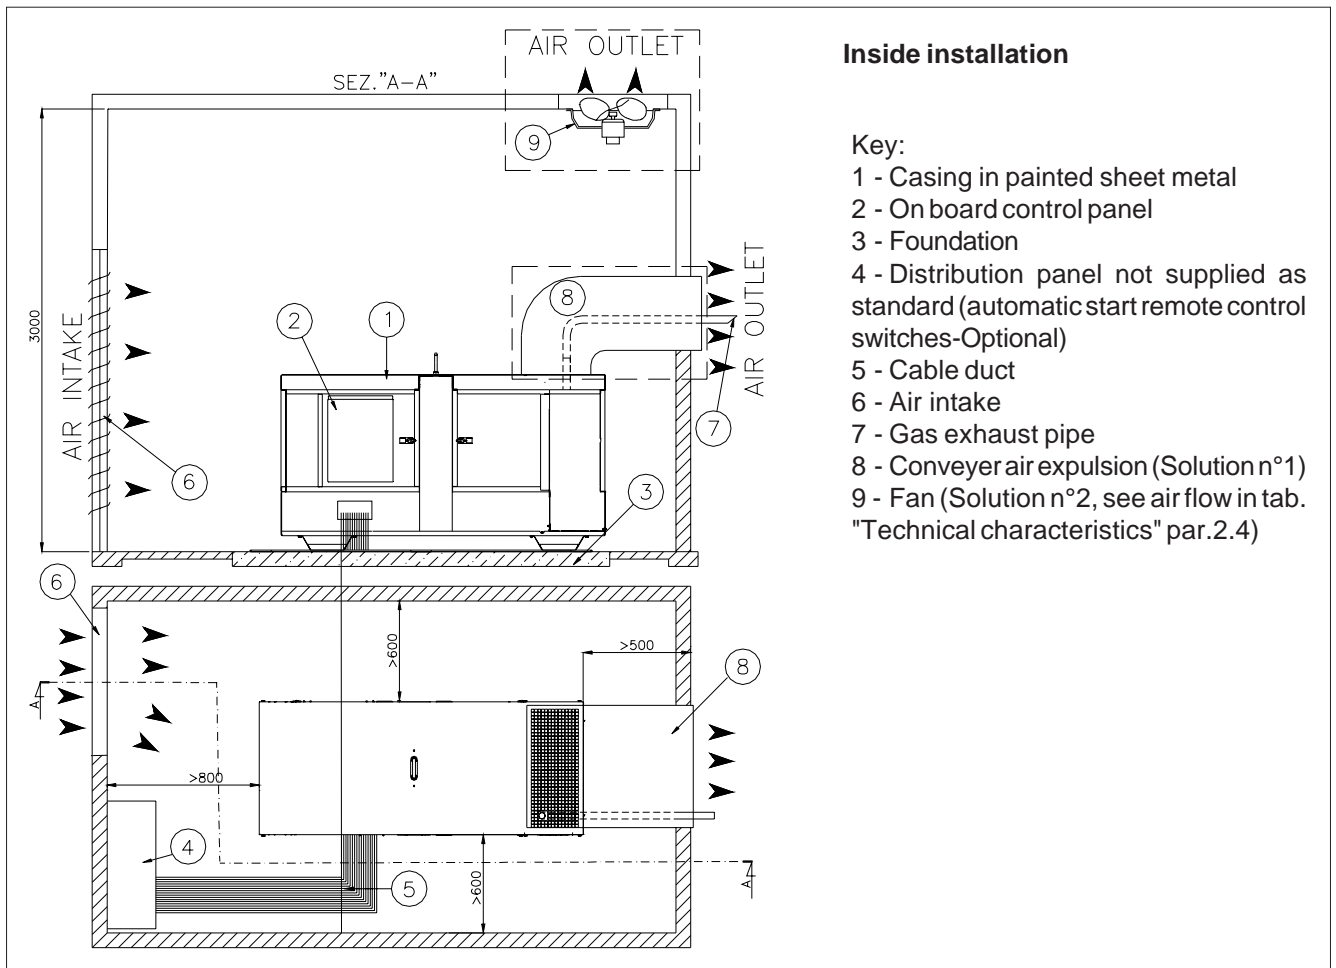 AIR OUTLET
SEZ."A-A"
9
3000
AIR INTAKE
2
1
8
AIR OUTLET
7
6
3
6
>600
>500
8
A
>800
4
5
>600
A
Inside installation
Key:
1 - Casing in painted sheet metal
2 - On board control panel
3 - Foundation
4 - Distribution panel not supplied as
standard (automatic start remote control
switches-Optional)
5 - Cable duct
6 - Air intake
7 - Gas exhaust pipe
8 - Conveyer air expulsion (Solution n°1)
9 - Fan (Solution n°2, see air flow in tab.
"Technical characteristics" par.2.4)